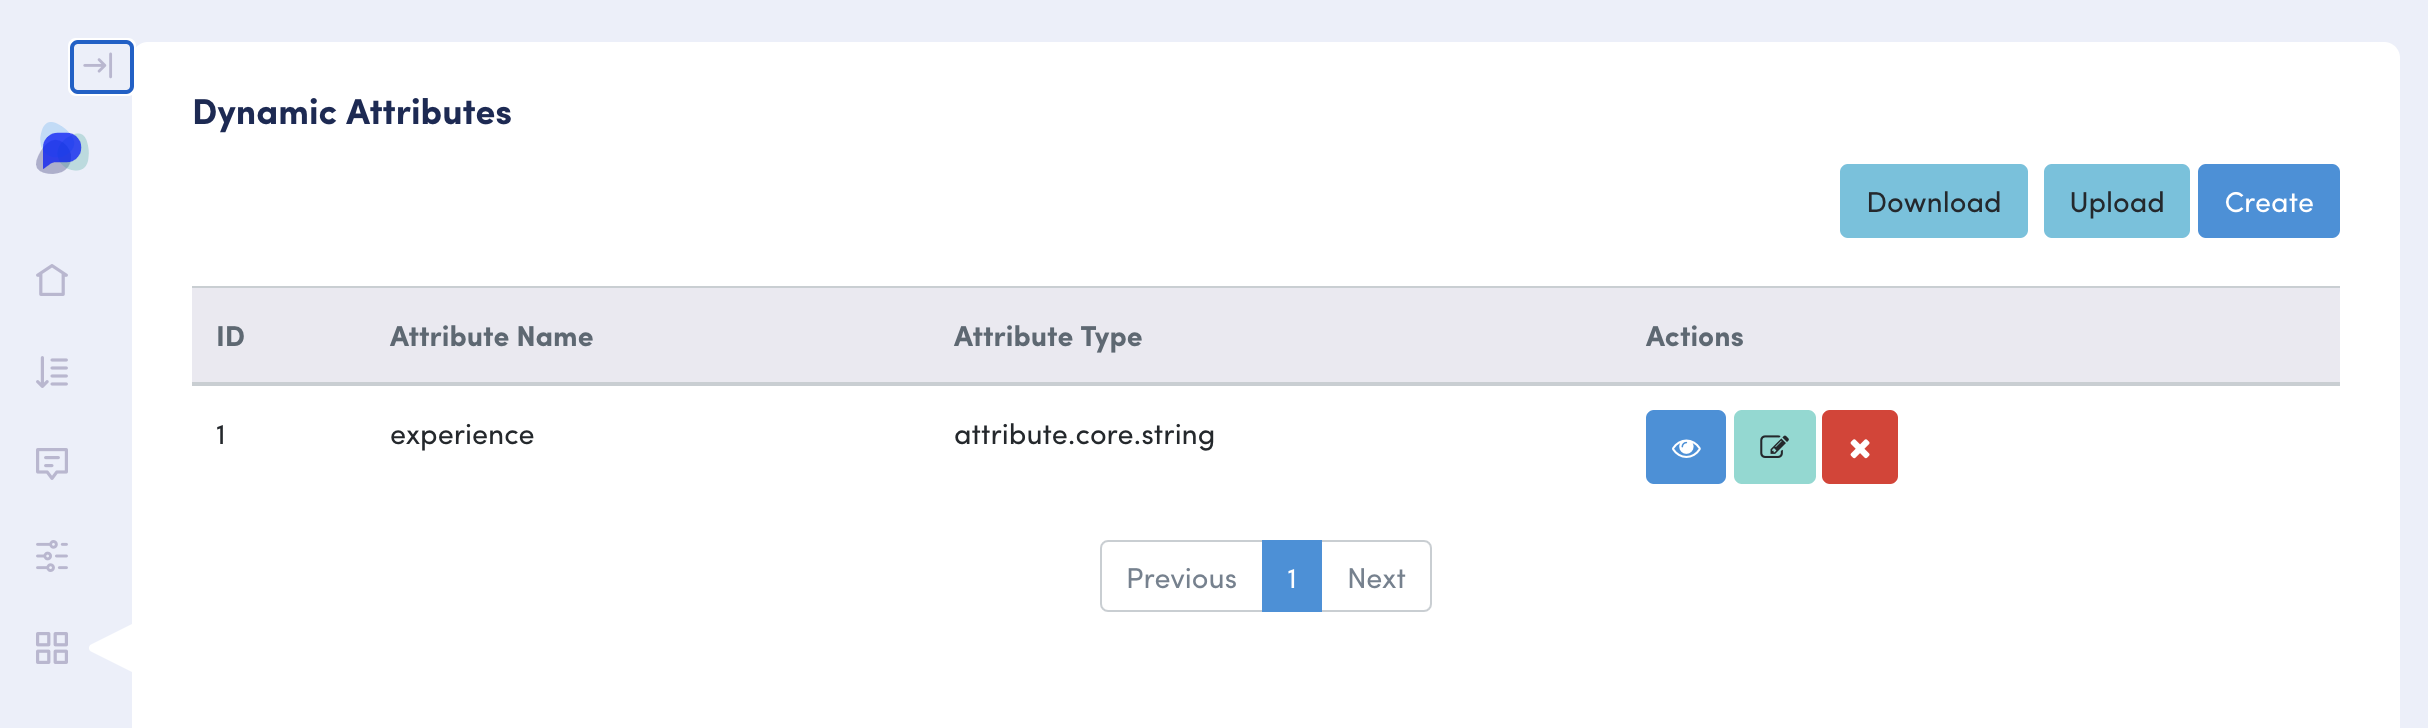 Dynamic Attributes
Download Upload Create
ID Attribute Name Attribute Type Actions
1 experience attribute.core.string
Previous 1 Next